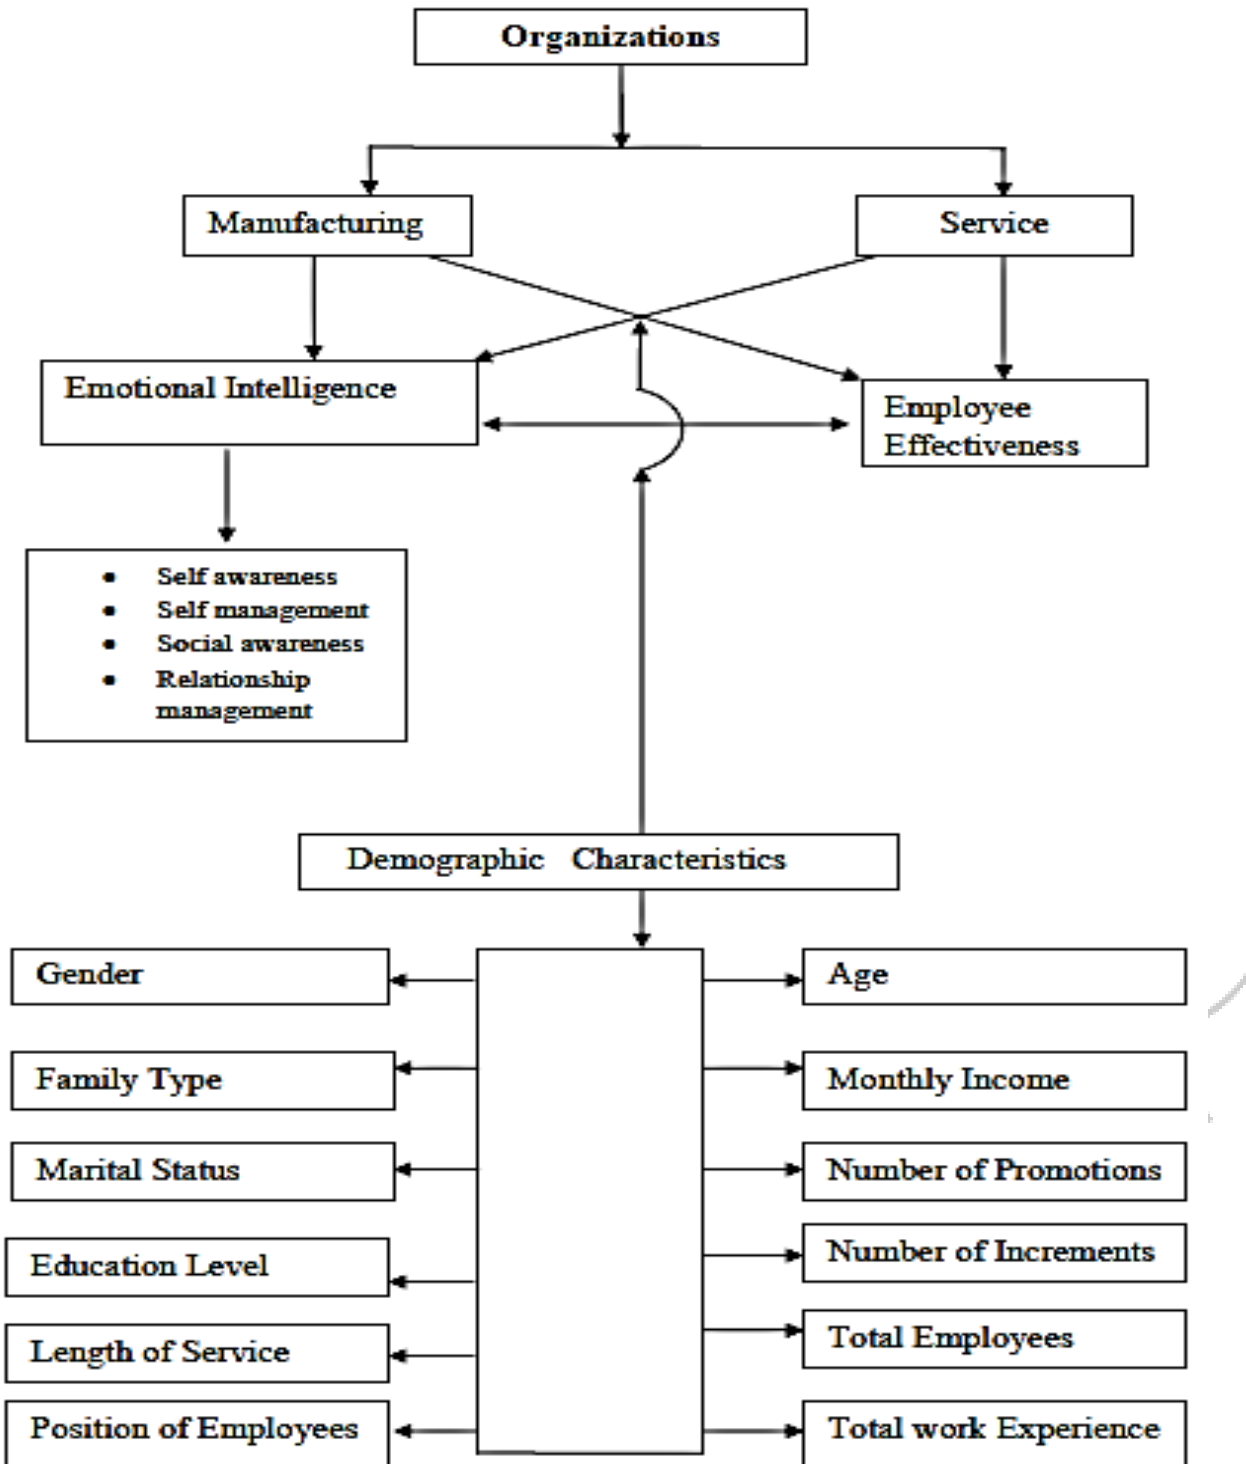 Organizations
Manufacturing
Service
Emotional Intelligence
Employee
Effectiveness
• Self awareness
• Self management
• Social awareness
• Relationship
management
Demographic Characteristics
Gender
Age
Family Type
Monthly Income
Marital Status
Number of Promotions
Education Level
Number of Increments
Length of Service
Total Employees
Position of Employees
Total work Experience